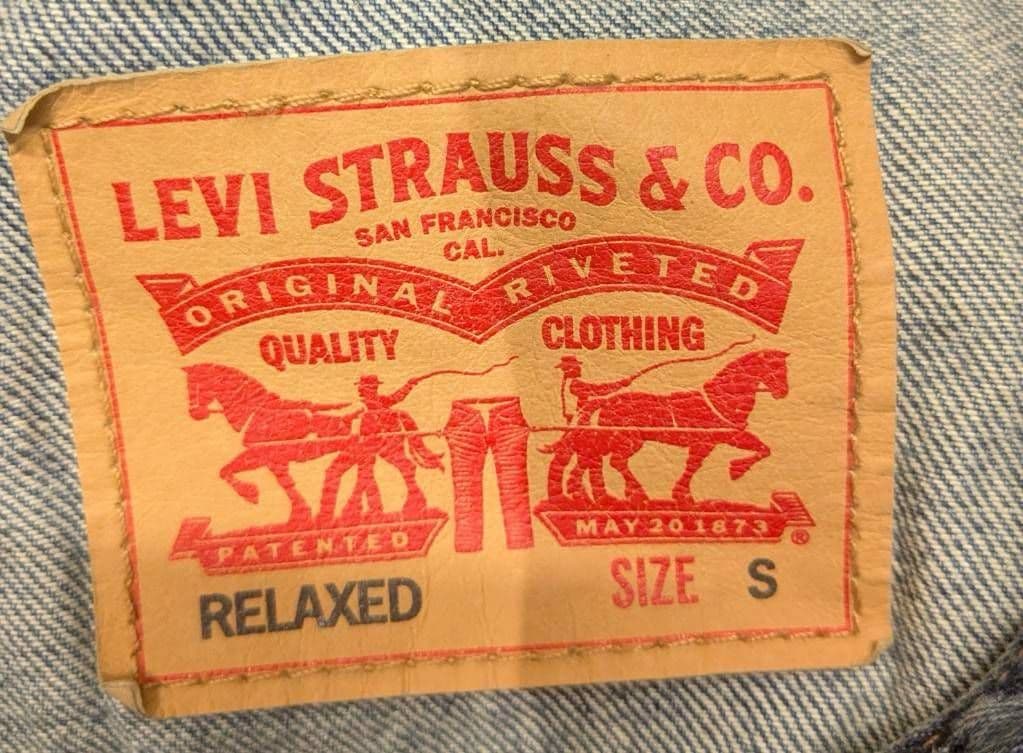 LEVI STRAUSS & CO.
SAN FRANCISCO
CAL.
ORIGINAL RIVETED
QUALITY CLOTHING
PATENTED MAY 20 1873 ®
RELAXED SIZE S